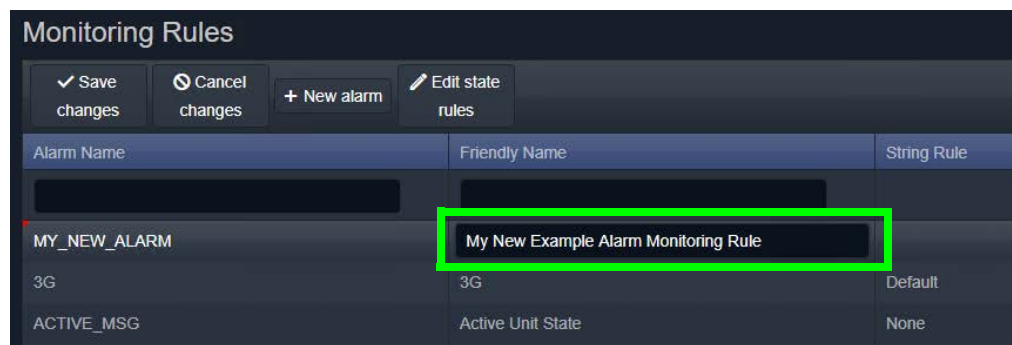 Monitoring Rules
Save changes
Cancel changes
+ New alarm
Edit state rules
Alarm Name Friendly Name String Rule
MY_NEW_ALARM My New Example Alarm Monitoring Rule
3G 3G Default
ACTIVE_MSG Active Unit State None